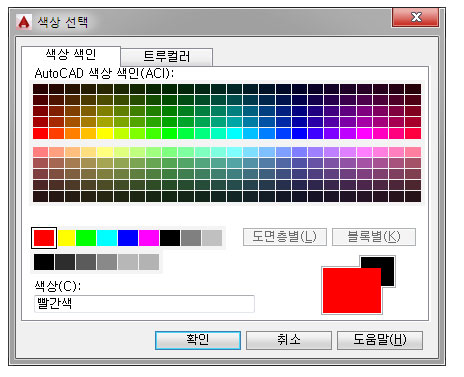 색상 선택
색상 색인
트루컬러
AutoCAD 색상 색인(ACI):
도면층별(L)
블록별(K)
색상(C):
빨간색
확인
취소
도움말(H)